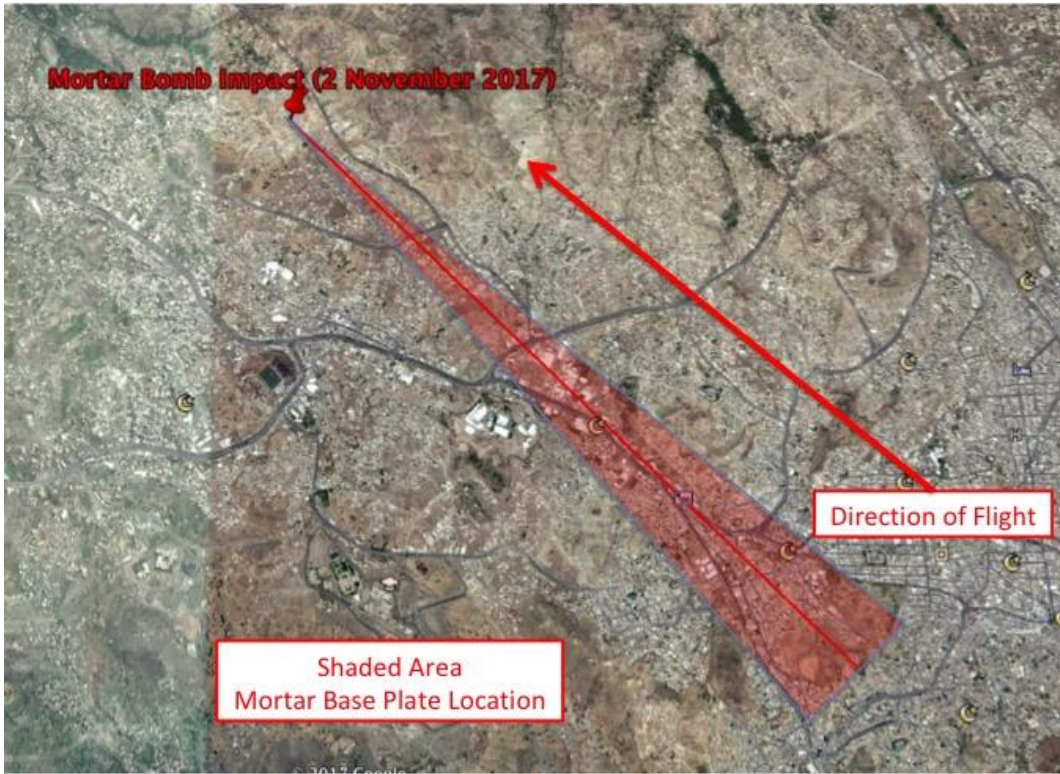 Mortar Bomb Impact (2 November 2017)
Direction of Flight
Shaded Area
Mortar Base Plate Location
© 2017 Google